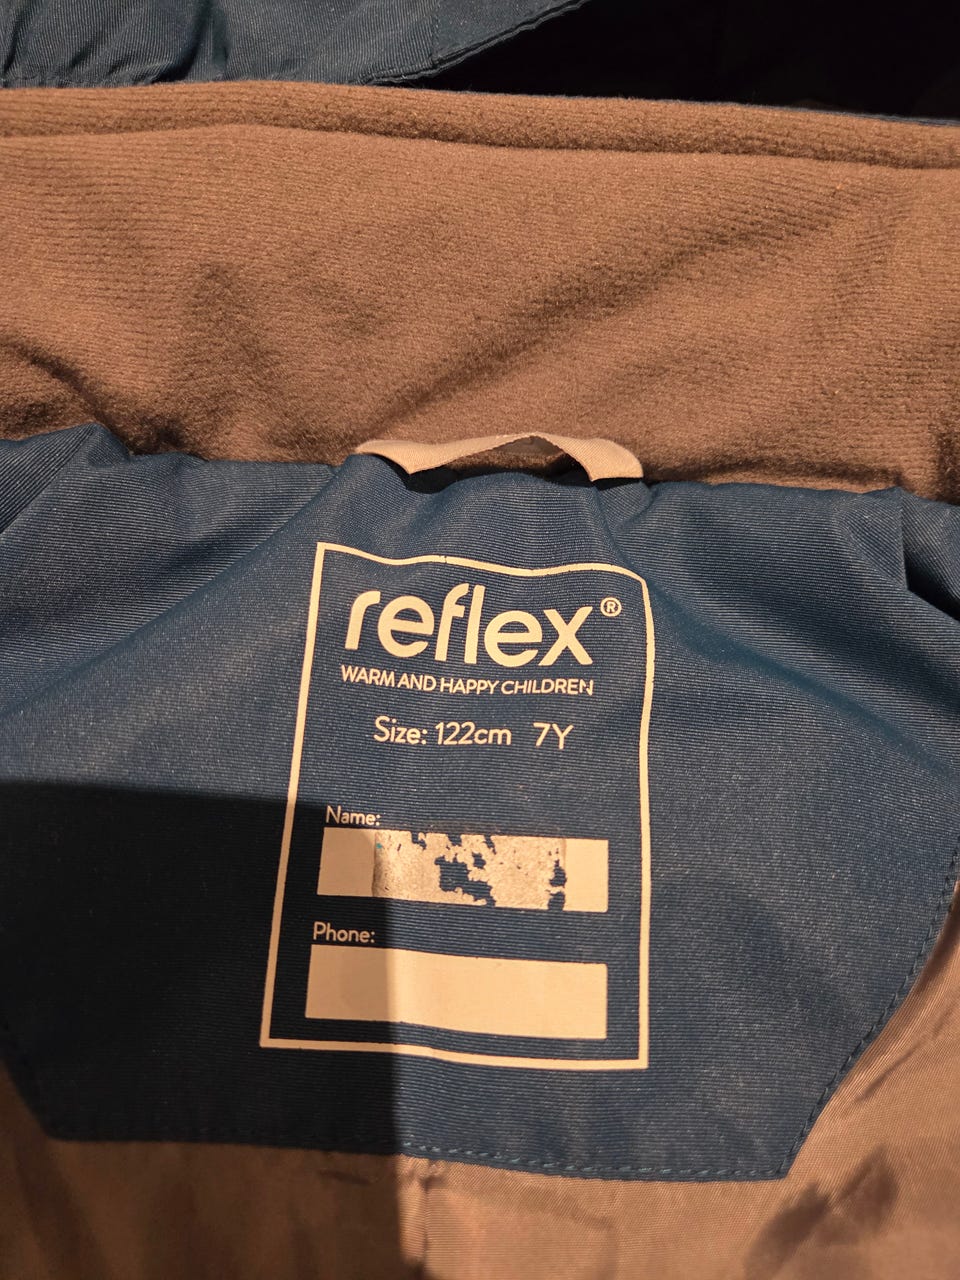 reflex®
WARM AND HAPPY CHILDREN
Size: 122cm 7Y
Name:
Phone: